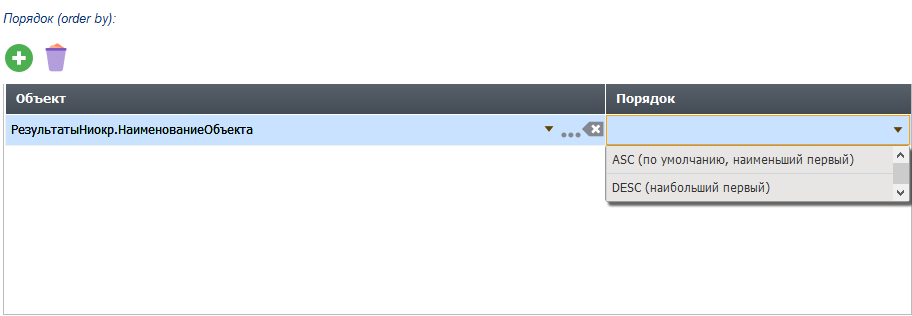 Порядок (order by):
Объект
Порядок
РезультатыНиокр.НаименованиеОбъекта
ASC (по умолчанию, наименьший первый)
DESC (наибольший первый)